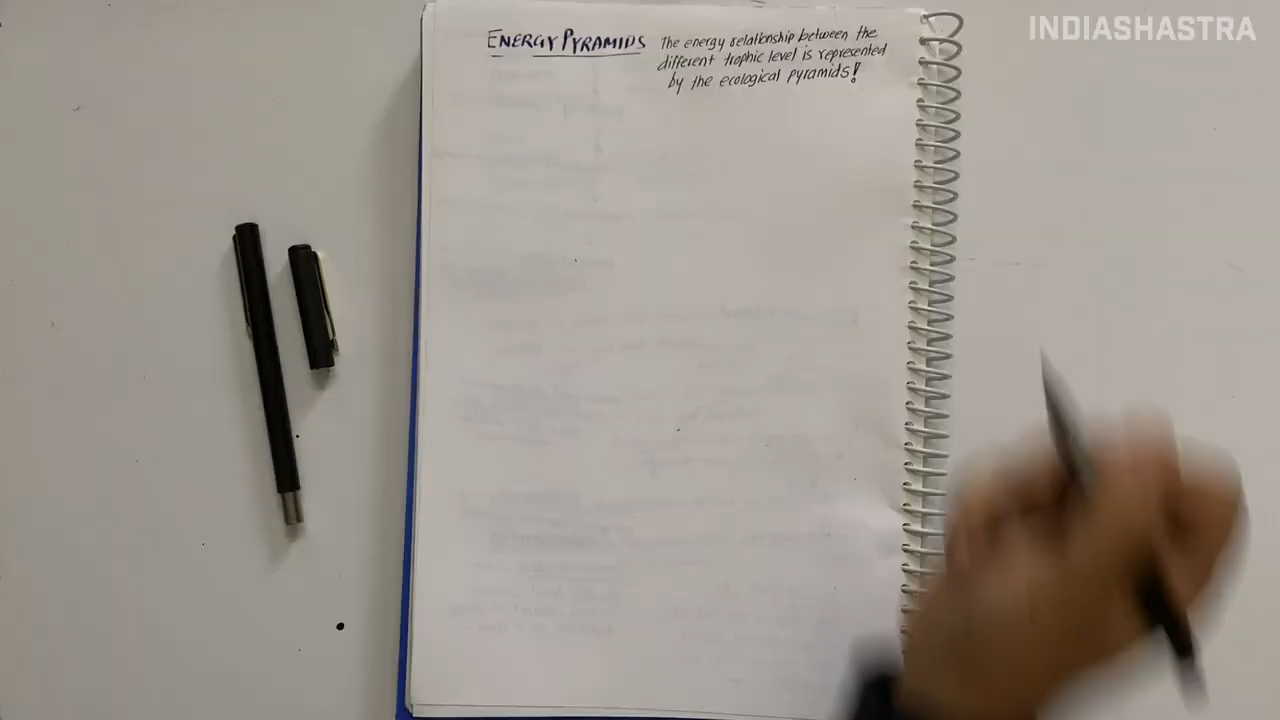 INDIASHASTRA
ENERGY PYRAMIDS The energy relationship between the
different trophic level is represented
by the ecological pyramids!